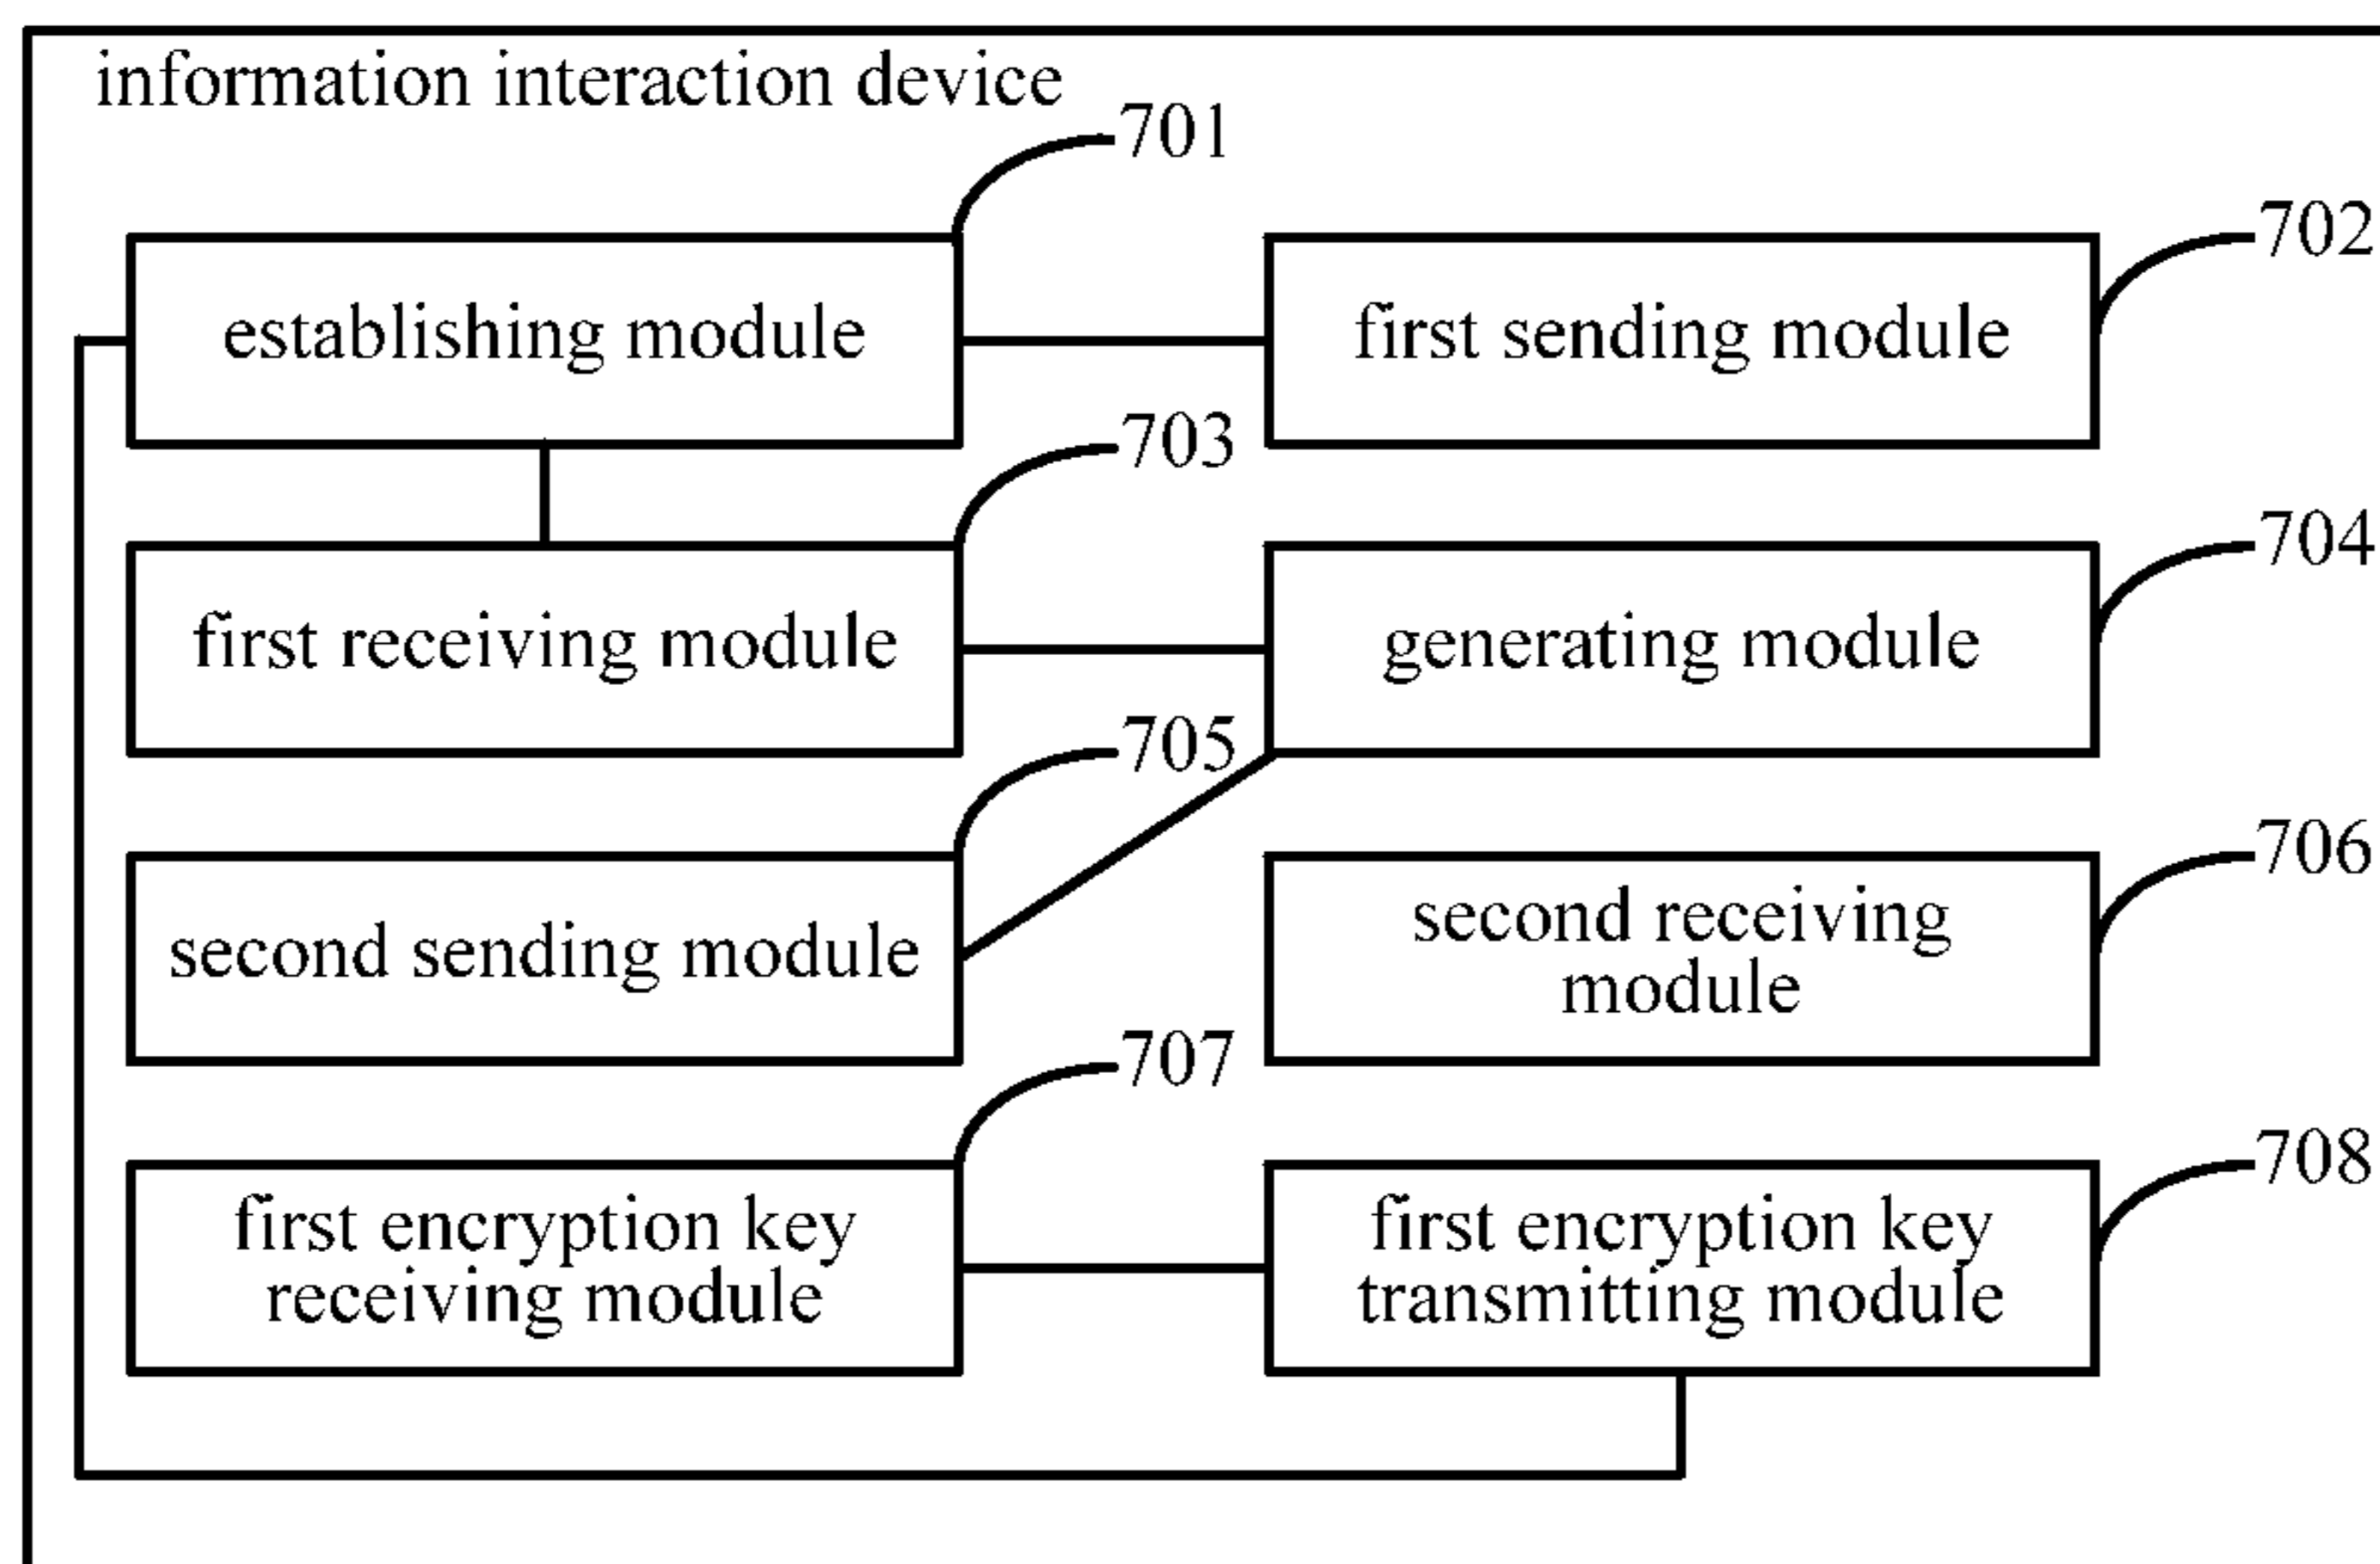 information interaction device
701
702
establishing module
first sending module
703
704
first receiving module
generating module
705
706
second sending module
second receiving
module
707
708
first encryption key
receiving module
first encryption key
transmitting module